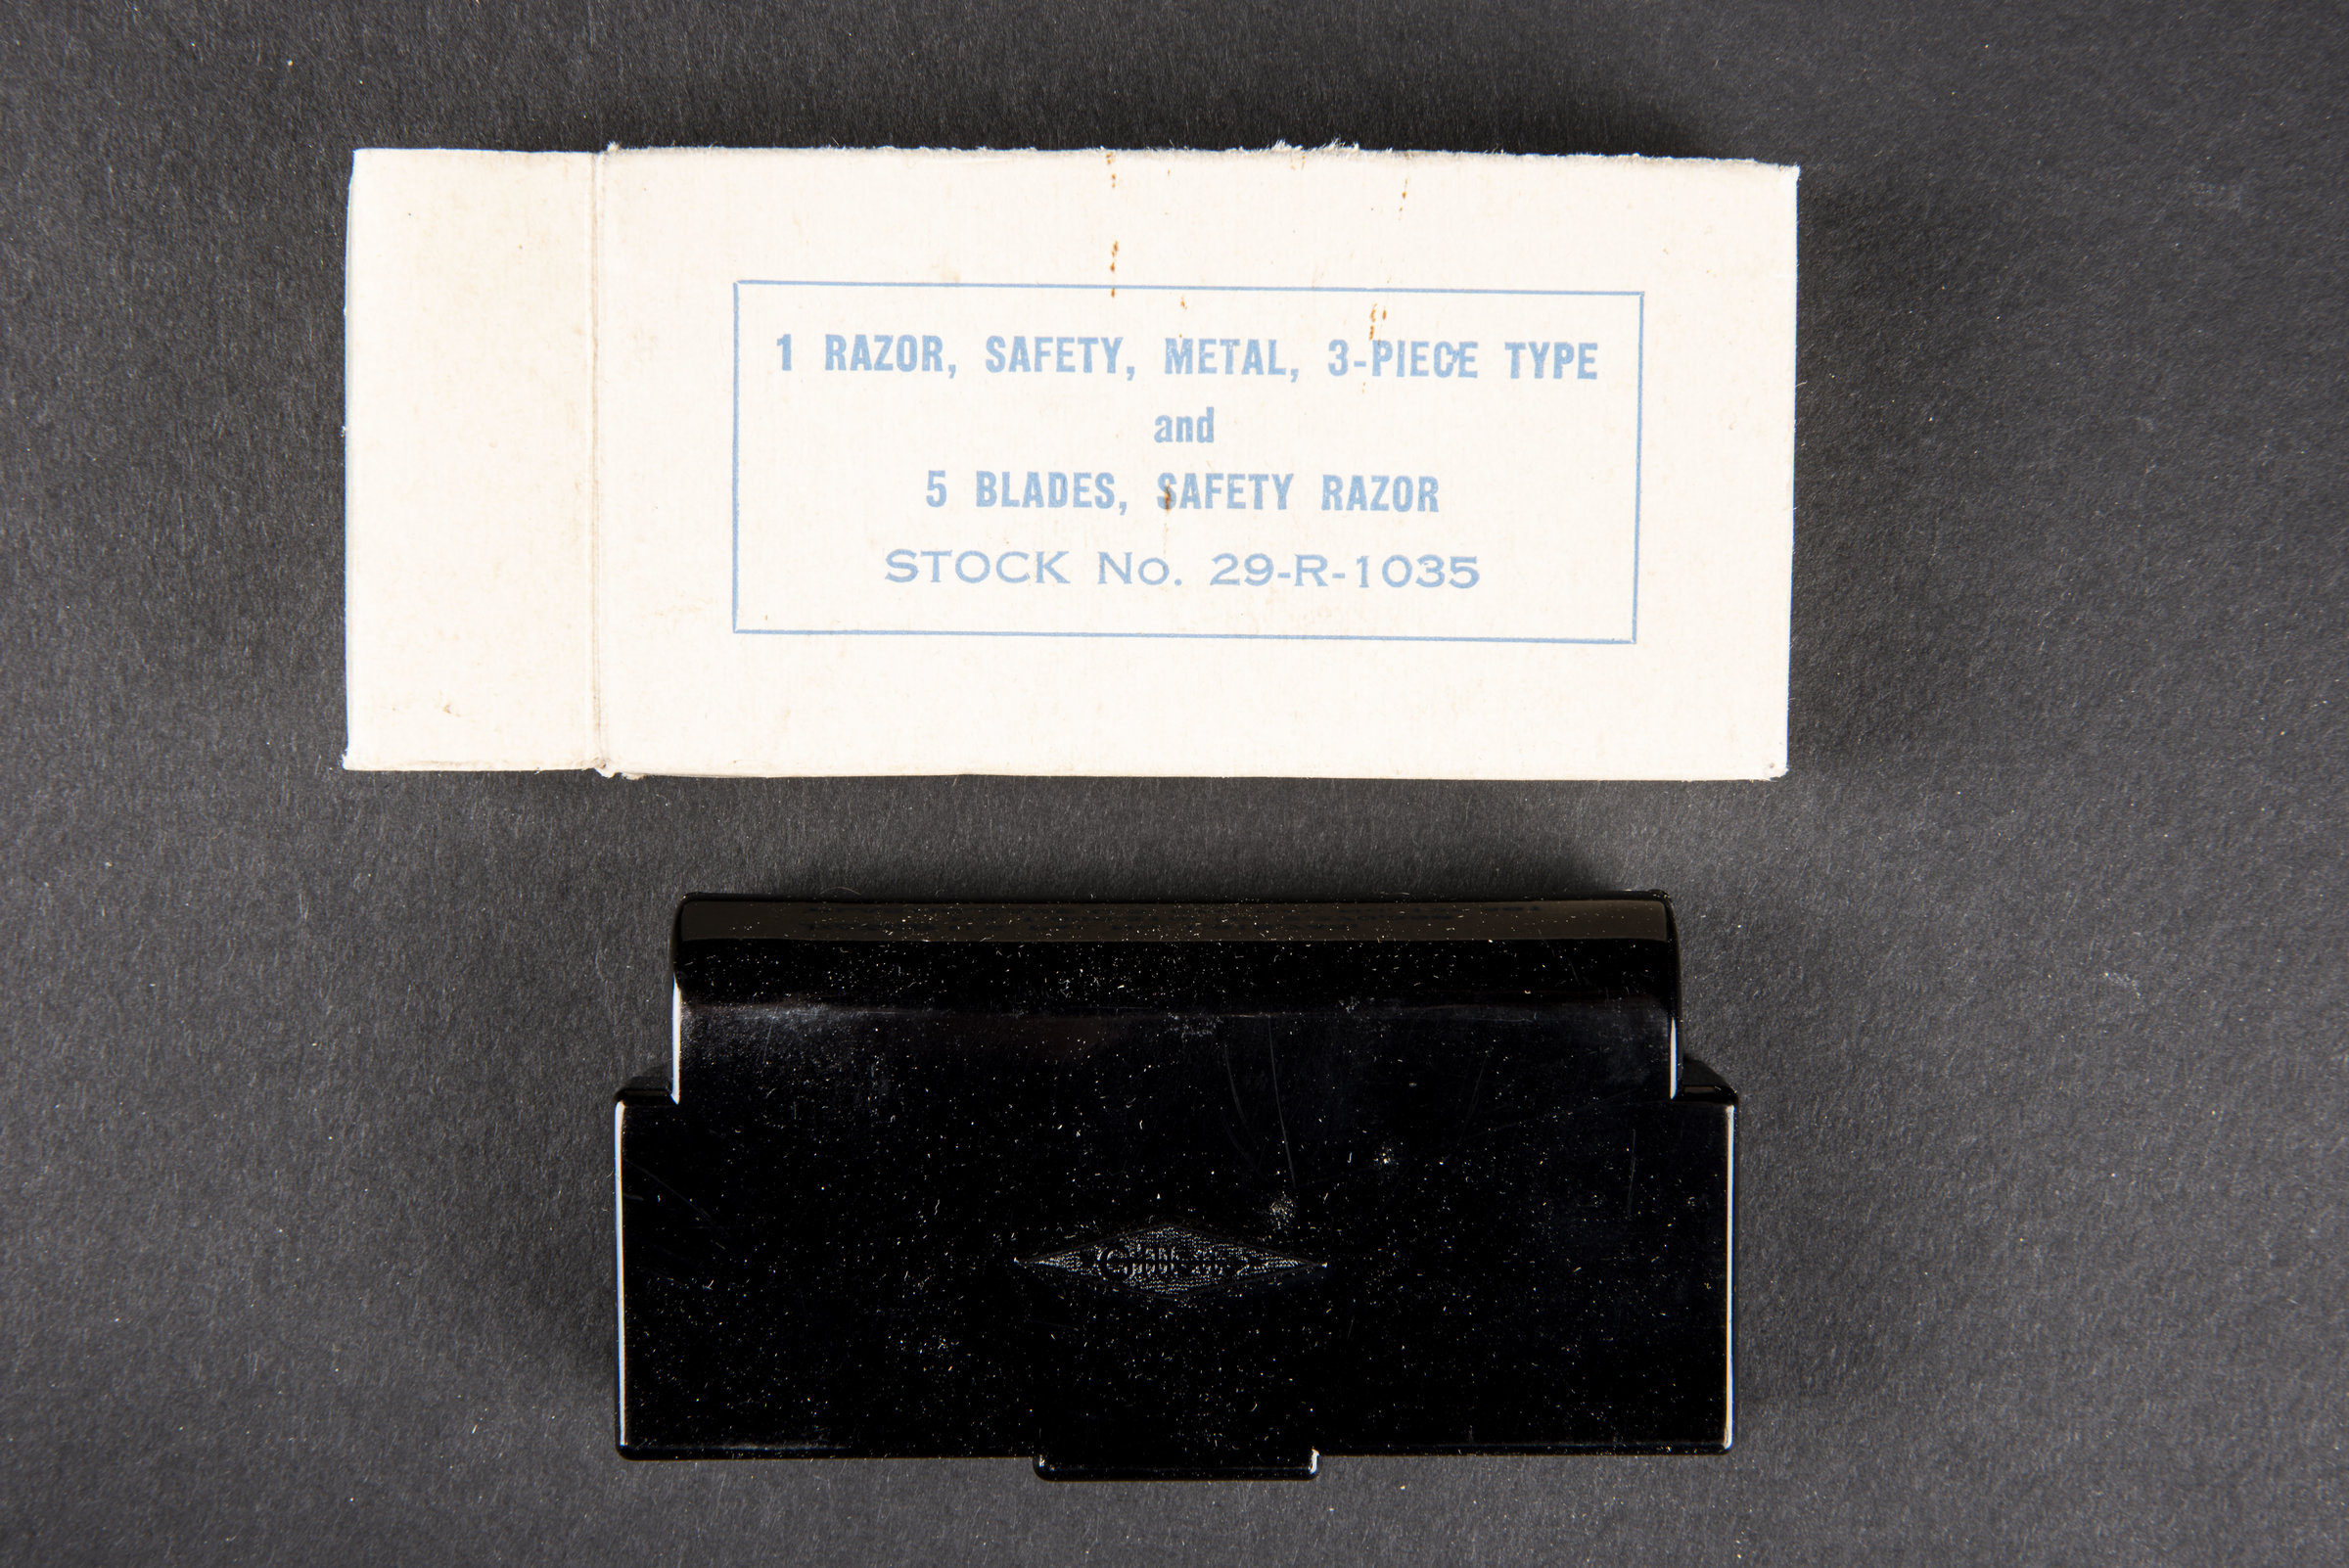 1 RAZOR, SAFETY, METAL, 3-PIECE TYPE
and
5 BLADES, SAFETY RAZOR
STOCK No. 29-R-1035